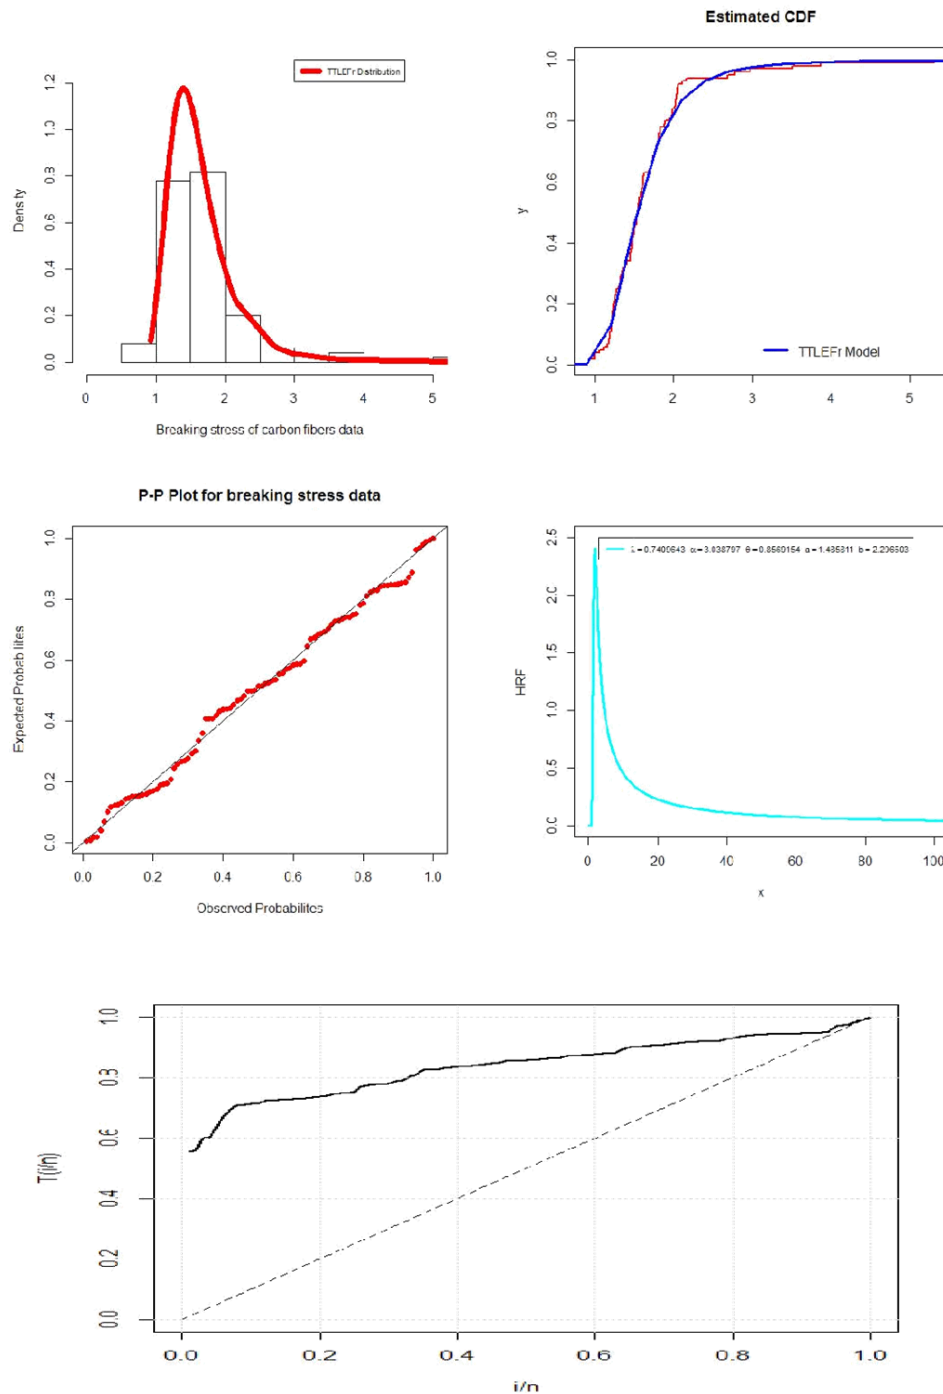 Estimated CDF
TTLEFr Distribution
Density
0.0 0.2 0.4 0.6 0.8 1.0 1.2
0 1 2 3 4 5
Breaking stress of carbon fibers data
y
0.0 0.2 0.4 0.6 0.8 1.0
TTLEFr Model
1 2 3 4 5
P-P Plot for breaking stress data
Expected Probabilites
0.0 0.2 0.4 0.6 0.8 1.0
0.0 0.2 0.4 0.6 0.8 1.0
Observed Probabilites
HRF
0.0 0.5 1.0 1.5 2.0 2.5
0 20 40 60 80 100
x
T(i/n)
0.0 0.2 0.4 0.6 0.8 1.0
0.0 0.2 0.4 0.6 0.8 1.0
i/n